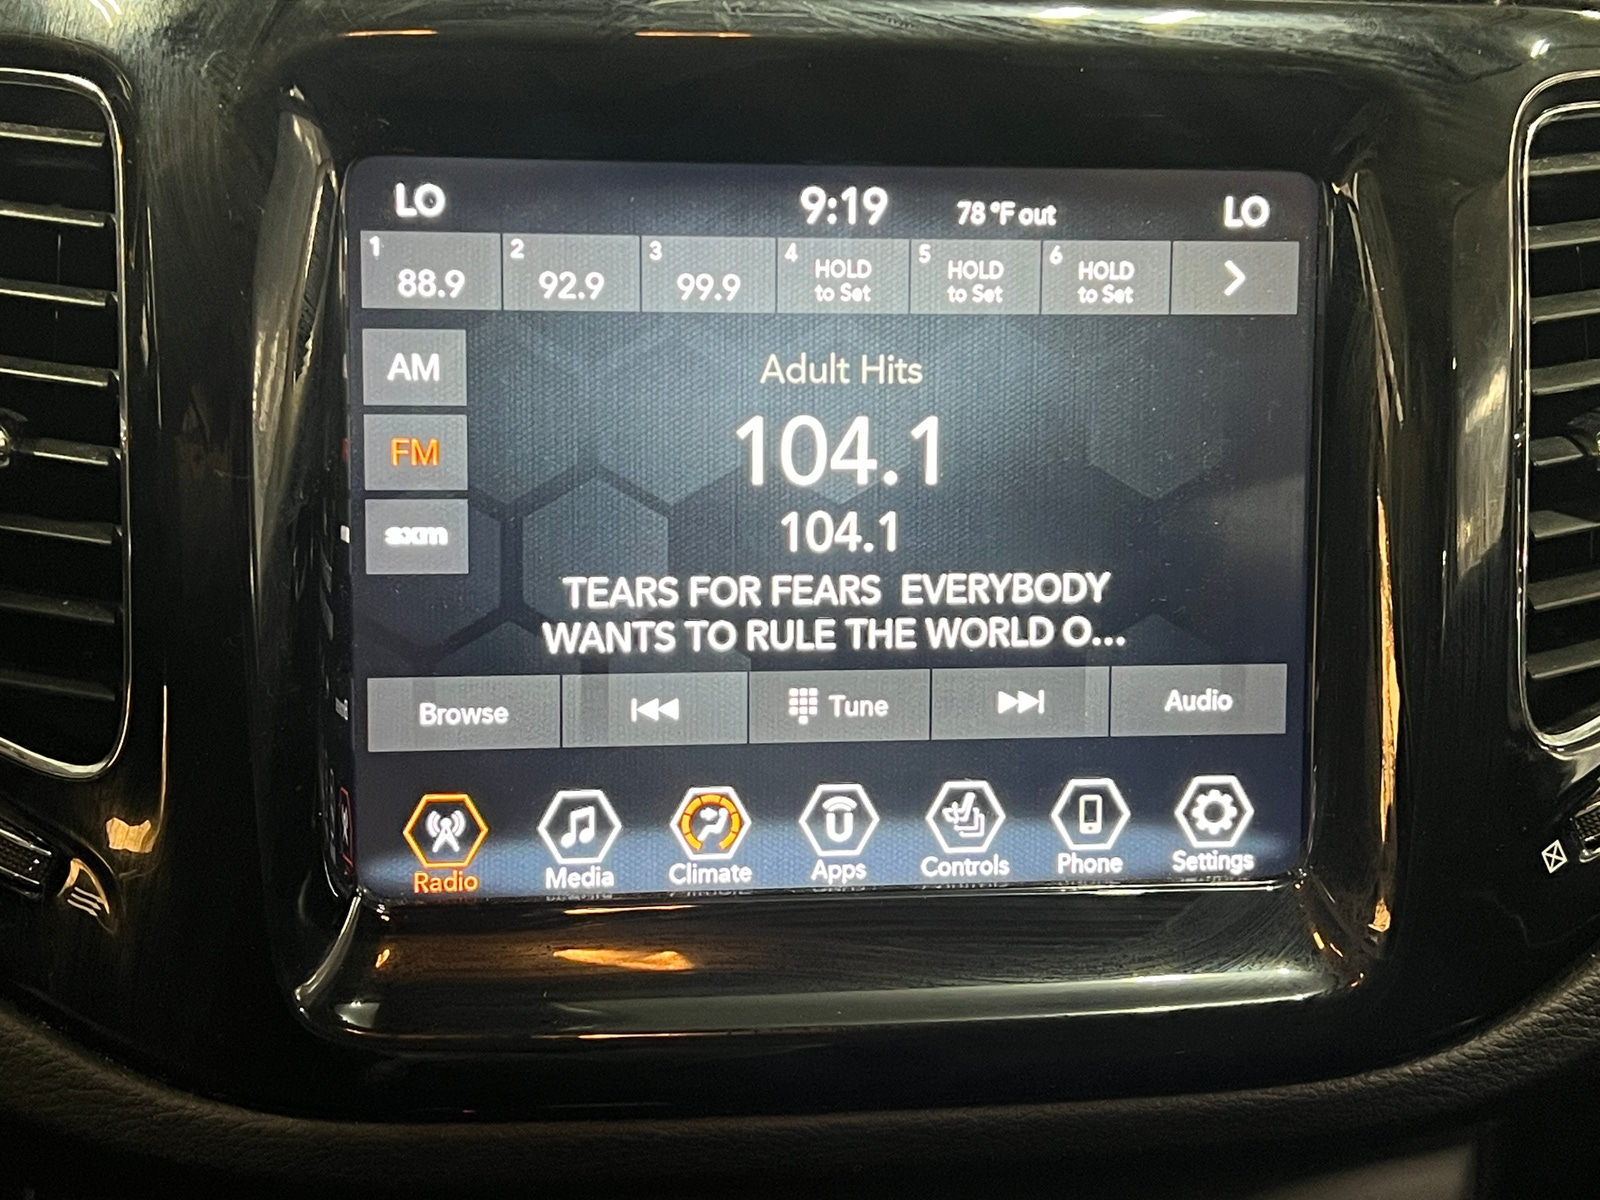 LO 9:19 78 °F out LO
1 88.9 2 92.9 3 99.9 4 HOLD to Set 5 HOLD to Set 6 HOLD to Set
AM
Adult Hits
FM
104.1
104.1
sxm
TEARS FOR FEARS EVERYBODY
WANTS TO RULE THE WORLD O...
Browse Tune Audio
Radio Media Climate Apps Controls Phone Settings